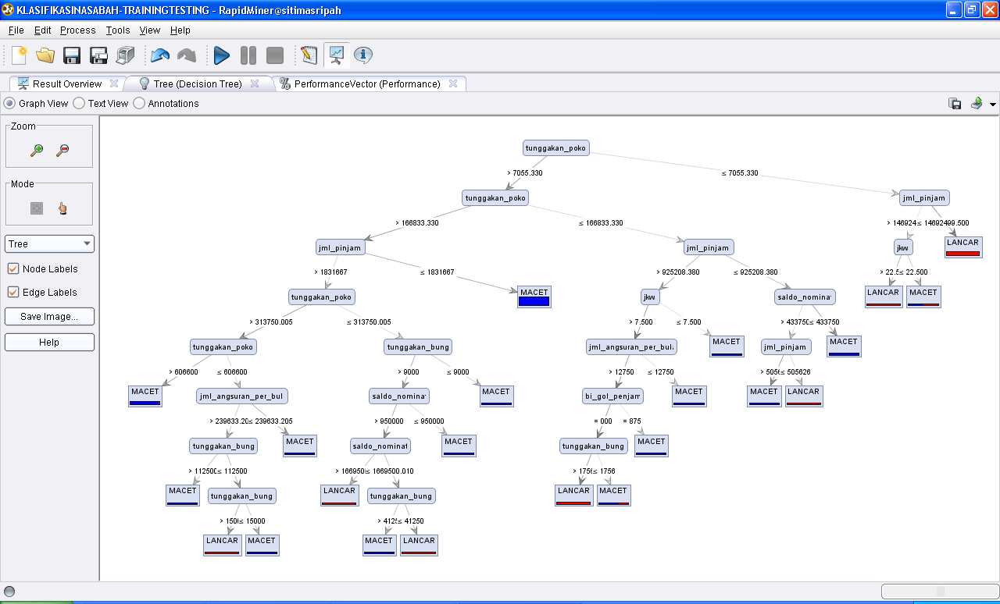 KLASIFIKASINASABAH-TRAININGTESTING - RapidMiner@sitimasripah
File Edit Process Tools View Help
Result Overview Tree (Decision Tree) PerformanceVector (Performance)
Graph View Text View Annotations
Zoom
Mode
Tree
Node Labels
Edge Labels
Save Image...
Help
tunggakan_poko
> 7055.330 ≤ 7055.330
tunggakan_poko jml_pinjam
> 166833.330 ≤ 166833.330 > 146924 ≤ 14692499.500
jml_pinjam jml_pinjam jkw LANCAR
> 1831667 ≤ 1831667 > 925208.380 ≤ 925208.380 > 22.5 ≤ 22.500
tunggakan_poko MACET jkw saldo_nomina LANCAR MACET
> 313750.005 ≤ 313750.005 > 7.500 ≤ 7.500 > 433750 ≤ 433750
tunggakan_poko tunggakan_bung jml_angsuran_per_bul MACET jml_pinjam MACET
> 606600 ≤ 606600 > 9000 ≤ 9000 > 12750 ≤ 12750 > 505 ≤ 505626
MACET jml_angsuran_per_bul saldo_nomina MACET bi_gol_penjam MACET MACET LANCAR
> 239633.20 ≤ 239633.205 > 950000 ≤ 950000 = 000 = 875
tunggakan_bung MACET saldo_nominat MACET tunggakan_bung MACET
> 112500 ≤ 112500 > 166950 ≤ 1669500.010 > 175 ≤ 1756
MACET tunggakan_bung LANCAR tunggakan_bung LANCAR MACET
> 150 ≤ 15000 > 412 ≤ 41250
LANCAR MACET MACET LANCAR